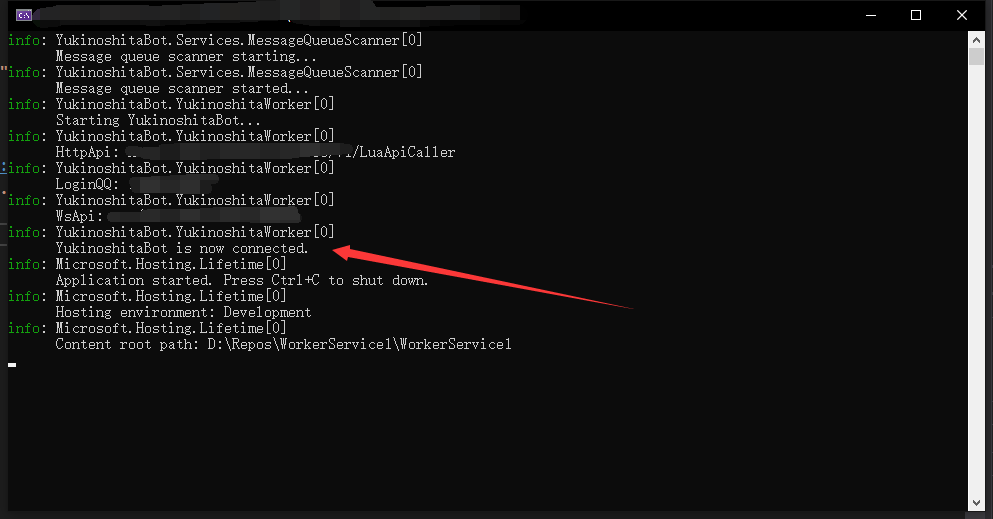 info: YukinoshitaBot.Services.MessageQueueScanner[0]
Message queue scanner starting...
info: YukinoshitaBot.Services.MessageQueueScanner[0]
Message queue scanner started...
info: YukinoshitaBot.YukinoshitaWorker[0]
Starting YukinoshitaBot...
info: YukinoshitaBot.YukinoshitaWorker[0]
HttpApi: /LuaApiCaller
info: YukinoshitaBot.YukinoshitaWorker[0]
LoginQQ:
info: YukinoshitaBot.YukinoshitaWorker[0]
WsApi:
info: YukinoshitaBot.YukinoshitaWorker[0]
YukinoshitaBot is now connected.
info: Microsoft.Hosting.Lifetime[0]
Application started. Press Ctrl+C to shut down.
info: Microsoft.Hosting.Lifetime[0]
Hosting environment: Development
info: Microsoft.Hosting.Lifetime[0]
Content root path: D:\Repos\WorkerService1\WorkerService1